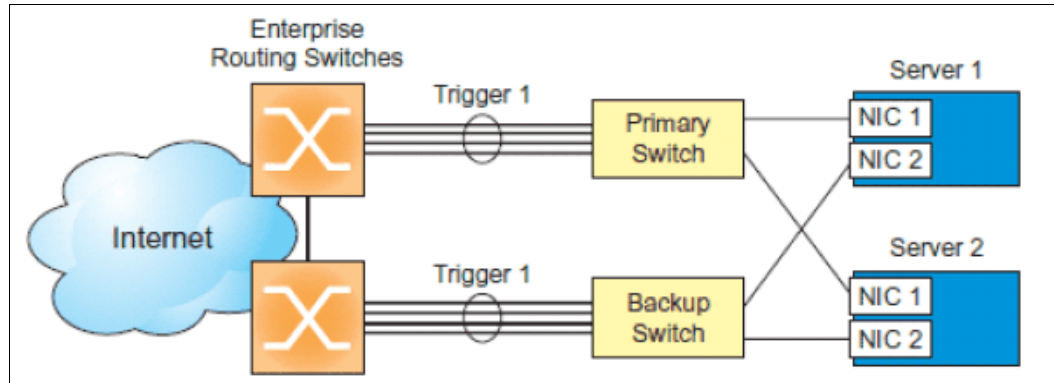 Enterprise
Routing Switches
Trigger 1
Primary
Switch
Server 1
NIC 1
NIC 2
Internet
Trigger 1
Backup
Switch
Server 2
NIC 1
NIC 2